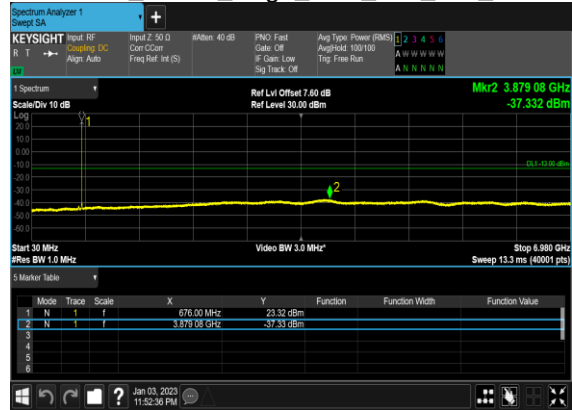 Spectrum Analyzer 1
Swept SA
+
KEYSIGHT Input: RF Input Z: 50 Ω #Atten: 40 dB PNO: Fast Avg Type: Power (RMS) 1 2 3 4 5 6
R T Coupling: DC Corr CCorr Gate: Off Avg|Hold: 100/100 A W W W W W
Align: Auto Freq Ref: Int (S) IF Gain: Low Trig: Free Run
Sig Track: Off A N N N N N
1 Spectrum Ref Lvl Offset 7.60 dB Mkr2 3.879 08 GHz
Scale/Div 10 dB Ref Level 30.00 dBm -37.332 dBm
Log
1
20.0
10.0
0.00
-10.0
DL1 -13.00 dBm
-20.0
-30.0
2
-40.0
-50.0
-60.0
Start 30 MHz Video BW 3.0 MHz* Stop 6.980 GHz
#Res BW 1.0 MHz Sweep 13.3 ms (40001 pts)
5 Marker Table
Mode Trace Scale X Y Function Function Width Function Value
1 N 1 f 676.00 MHz 23.32 dBm
2 N 1 f 3.879 08 GHz -37.33 dBm
3
4
5
6
? Jan 03, 2023
11:52:36 PM